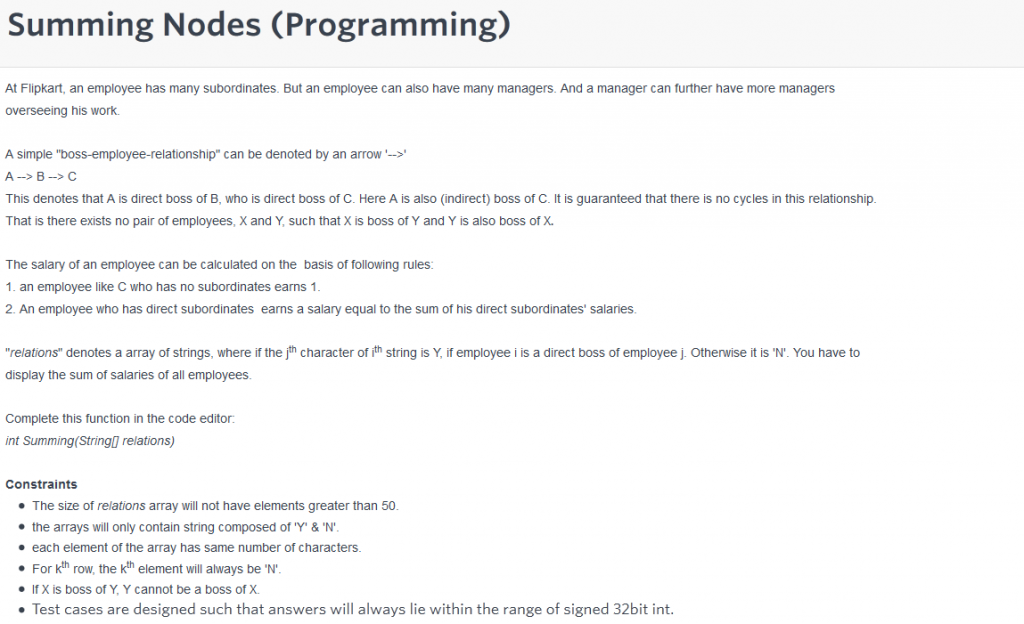 Summing Nodes (Programming)
At Flipkart, an employee has many subordinates. But an employee can also have many managers. And a manager can further have more managers
overseeing his work.
A simple "boss-employee-relationship" can be denoted by an arrow '-->'
A --> B --> C
This denotes that A is direct boss of B, who is direct boss of C. Here A is also (indirect) boss of C. It is guaranteed that there is no cycles in this relationship.
That is there exists no pair of employees, X and Y, such that X is boss of Y and Y is also boss of X.
The salary of an employee can be calculated on the  basis of following rules:
1. an employee like C who has no subordinates earns 1.
2. An employee who has direct subordinates  earns a salary equal to the sum of his direct subordinates' salaries.
"relations" denotes a array of strings, where if the jth character of ith string is Y, if employee i is a direct boss of employee j. Otherwise it is 'N'. You have to
display the sum of salaries of all employees.
Complete this function in the code editor:
int Summing(String[] relations)
Constraints
• The size of relations array will not have elements greater than 50.
• the arrays will only contain string composed of 'Y' & 'N'.
• each element of the array has same number of characters.
• For kth row, the kth element will always be 'N'.
• If X is boss of Y, Y cannot be a boss of X.
• Test cases are designed such that answers will always lie within the range of signed 32bit int.